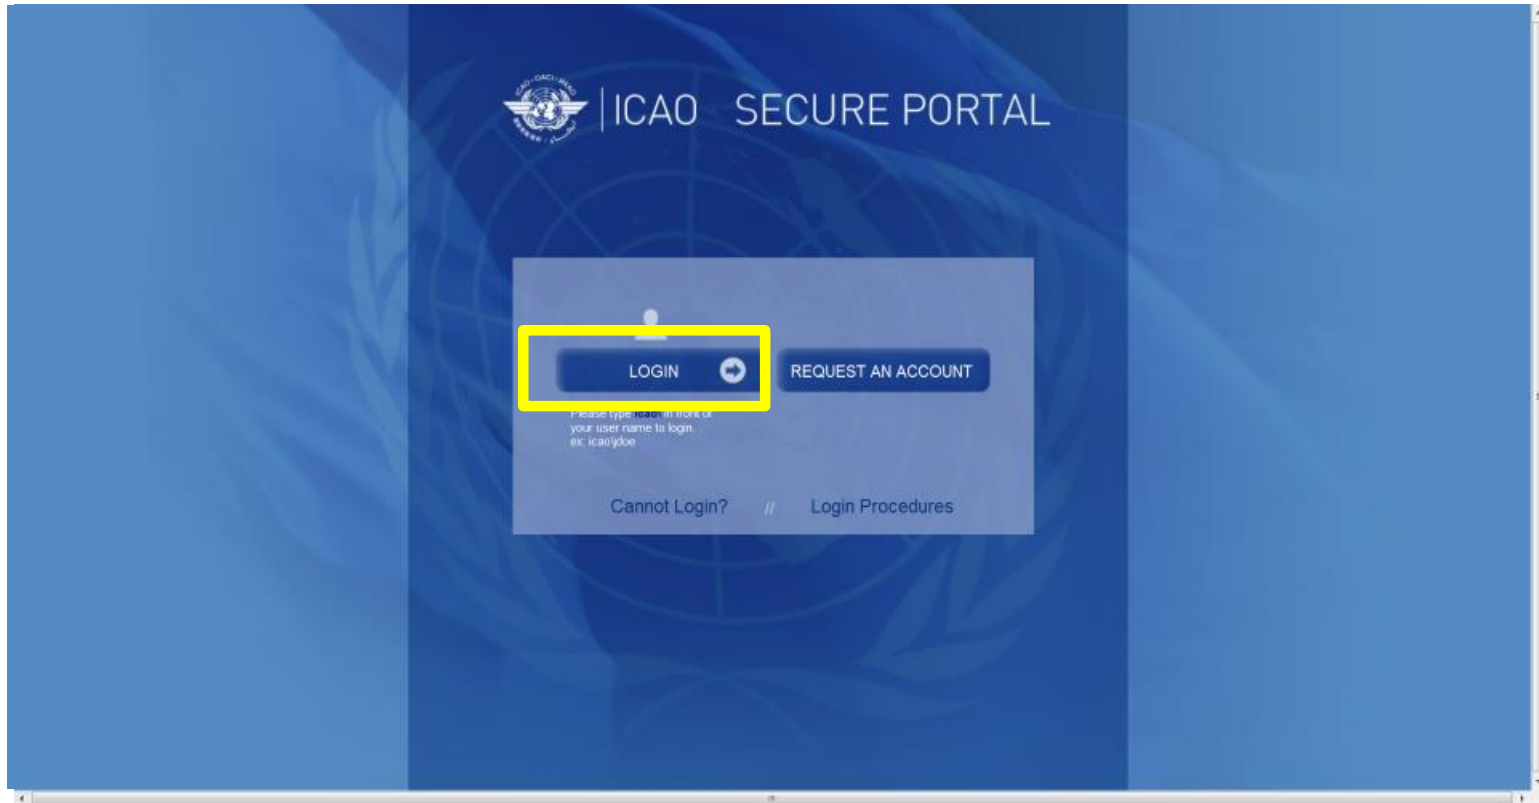 ICAO SECURE PORTAL
LOGIN
REQUEST AN ACCOUNT
Please type icao\ in front of
your user name to login.
ex: icao\jdoe
Cannot Login? // Login Procedures